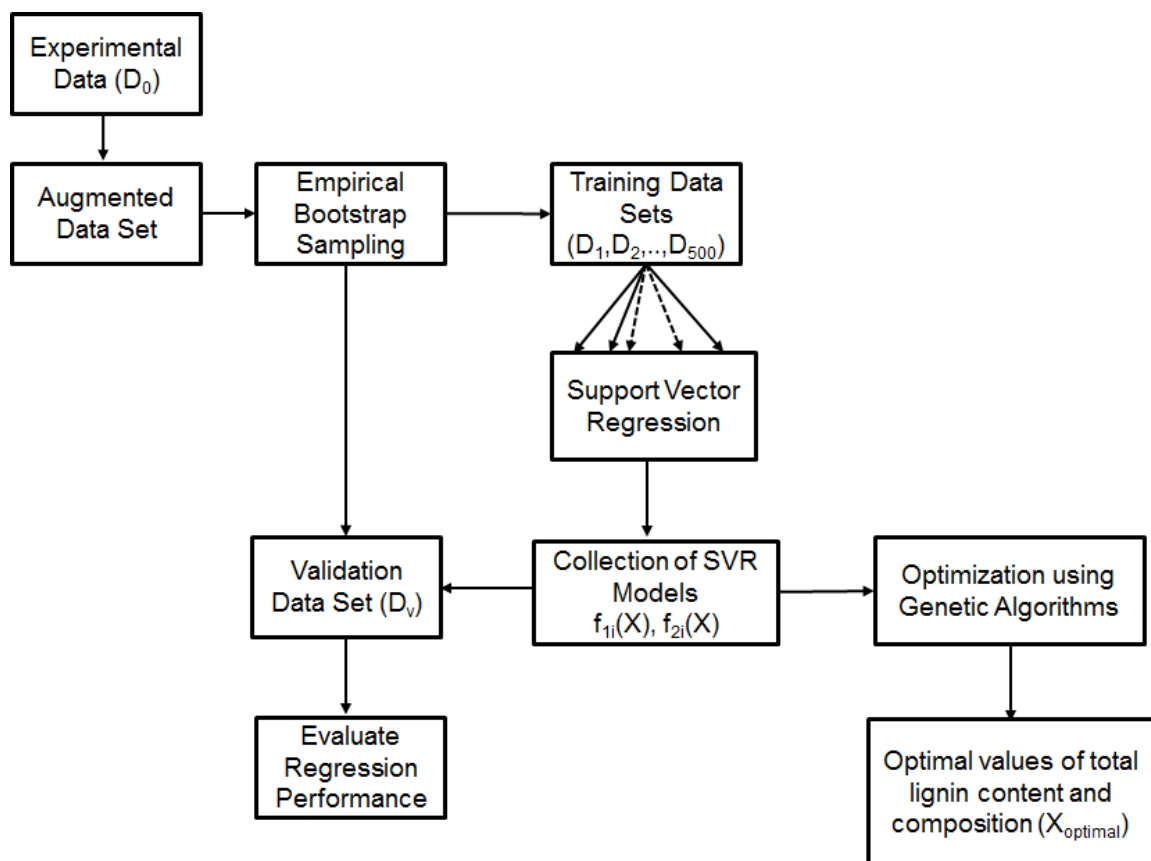 Experimental
Data (D₀)
Augmented
Data Set
Empirical
Bootstrap
Sampling
Training Data
Sets
(D₁,D₂,..,D₅₀₀)
Support Vector
Regression
Validation
Data Set (Dᵥ)
Collection of SVR
Models
f₁ᵢ(X), f₂ᵢ(X)
Optimization using
Genetic Algorithms
Evaluate
Regression
Performance
Optimal values of total
lignin content and
composition (Xoptimal)